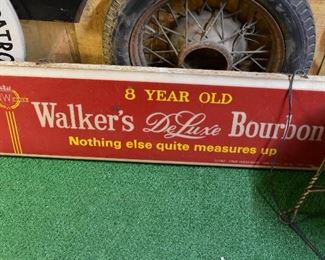 8 YEAR OLD
Walker's DeLuxe Bourbon
Nothing else quite measures up
W